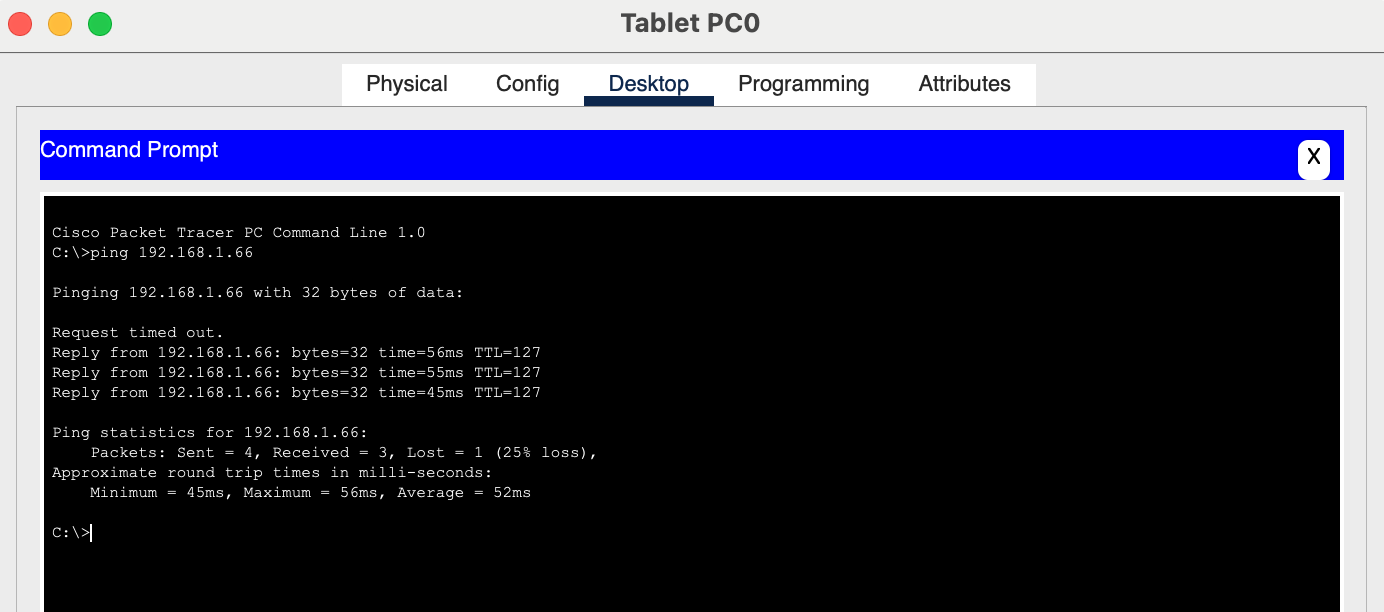 Tablet PC0
Physical Config Desktop Programming Attributes
Command Prompt
X
Cisco Packet Tracer PC Command Line 1.0
C:\>ping 192.168.1.66
Pinging 192.168.1.66 with 32 bytes of data:
Request timed out.
Reply from 192.168.1.66: bytes=32 time=56ms TTL=127
Reply from 192.168.1.66: bytes=32 time=55ms TTL=127
Reply from 192.168.1.66: bytes=32 time=45ms TTL=127
Ping statistics for 192.168.1.66:
Packets: Sent = 4, Received = 3, Lost = 1 (25% loss),
Approximate round trip times in milli-seconds:
Minimum = 45ms, Maximum = 56ms, Average = 52ms
C:\>